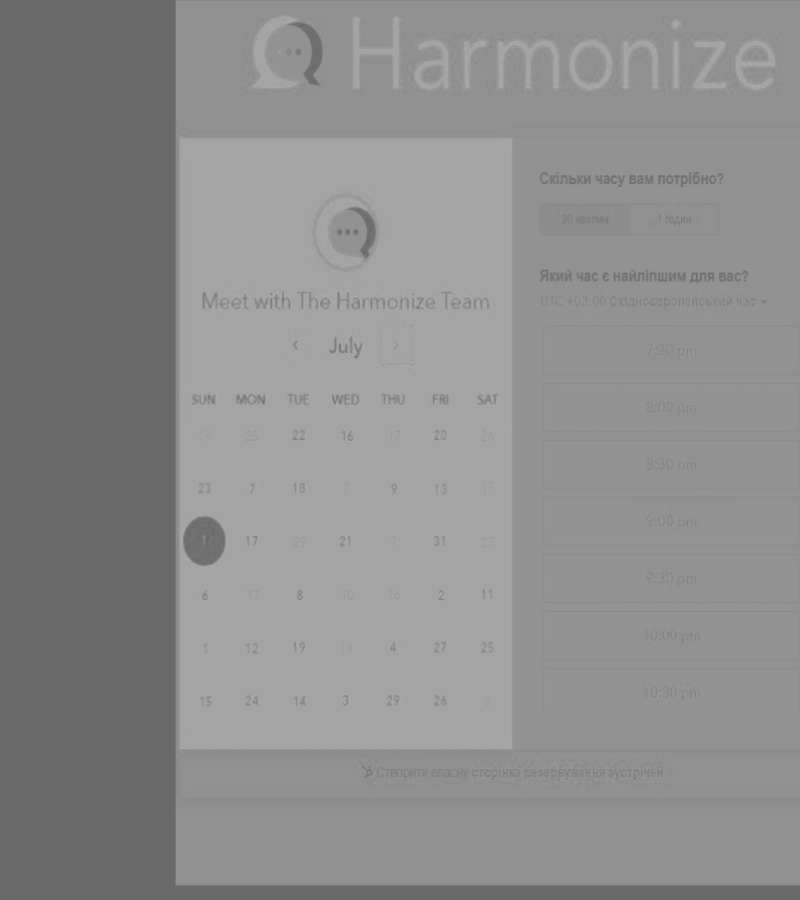 Harmonize
Meet with The Harmonize Team
‹ July ›
SUN MON TUE WED THU FRI SAT
19 25 22 16 17 20 26
23 7 18 7 9 13 15
1 17 29 21 7 31 27
6 12 8 10 16 2 11
1 12 19 14 4 27 25
15 24 14 3 29 26 6
Скільки часу вам потрібно?
30 хвилин 1 годин
Який час є найліпшим для вас?
UTC +03:00 Східноєвропейський час
7:30 pm
8:00 pm
8:30 pm
9:00 pm
9:30 pm
10:00 pm
10:30 pm
Створити власну сторінка резервування зустрічей